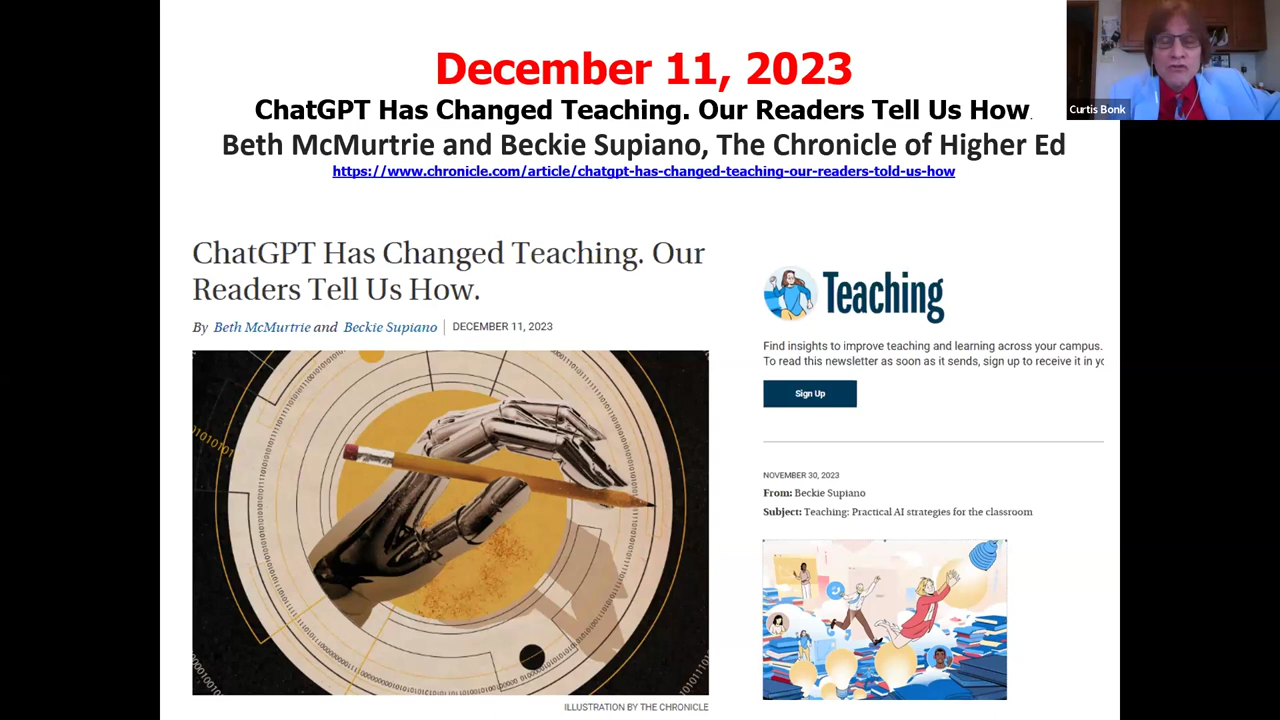 December 11, 2023
ChatGPT Has Changed Teaching. Our Readers Tell Us How.
Beth McMurtrie and Beckie Supiano, The Chronicle of Higher Ed
https://www.chronicle.com/article/chatgpt-has-changed-teaching-our-readers-told-us-how
Curtis Bonk
ChatGPT Has Changed Teaching. Our
Readers Tell Us How.
By Beth McMurtrie and Beckie Supiano DECEMBER 11, 2023
ILLUSTRATION BY THE CHRONICLE
Teaching
Find insights to improve teaching and learning across your campus.
To read this newsletter as soon as it sends, sign up to receive it in
Sign Up
NOVEMBER 30, 2023
From: Beckie Supiano
Subject: Teaching: Practical AI strategies for the classroom